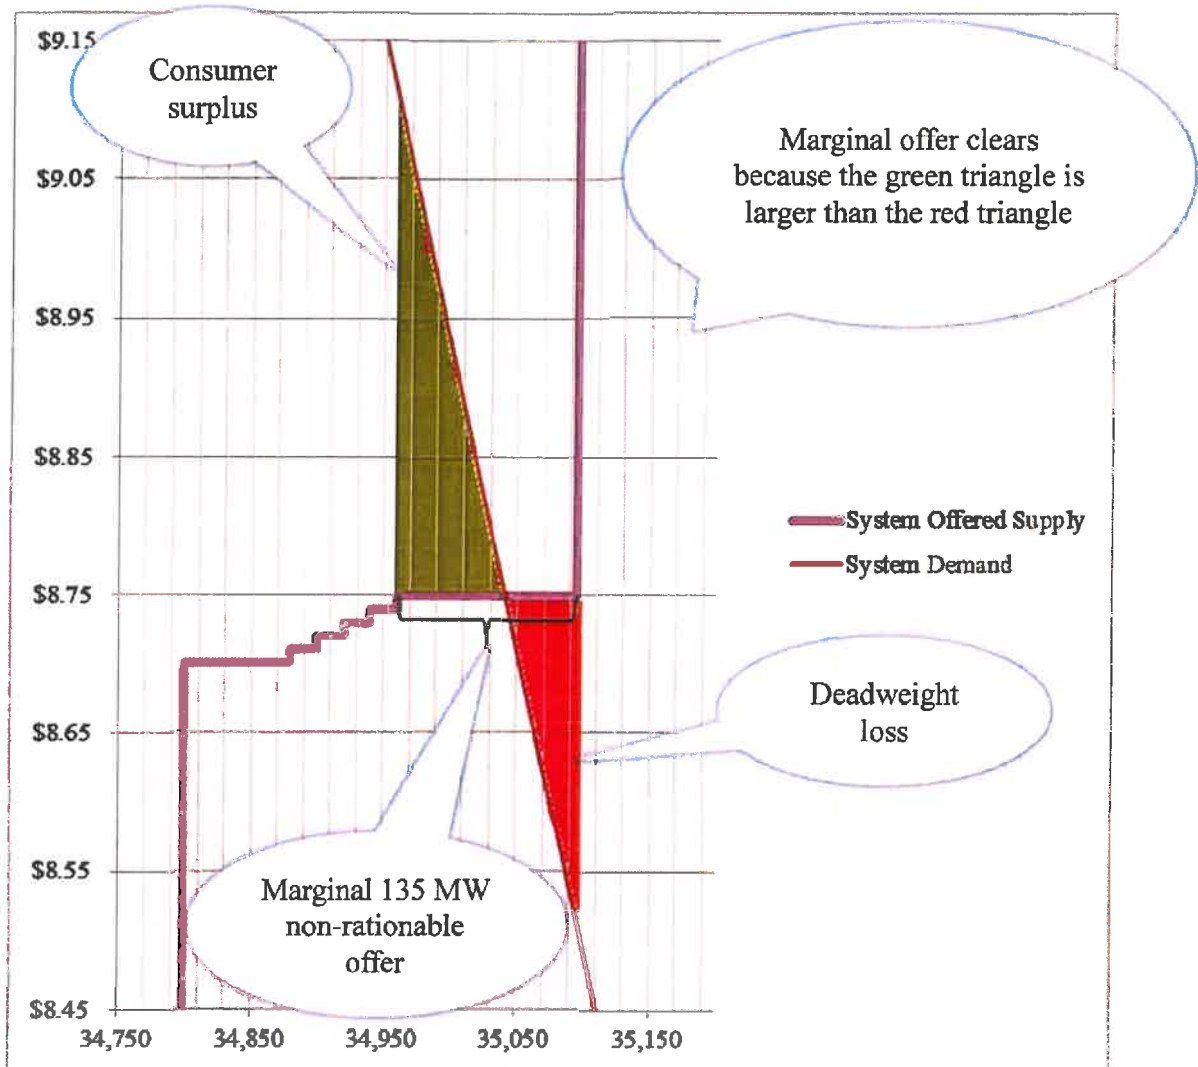 $9.15
Consumer
surplus
Marginal offer clears
because the green triangle is
larger than the red triangle
$9.05
$8.95
$8.85
System Offered Supply
System Demand
$8.75
Deadweight
loss
$8.65
$8.55
Marginal 135 MW
non-rationable
offer
$8.45
34,750
34,850
34,950
35,050
35,150